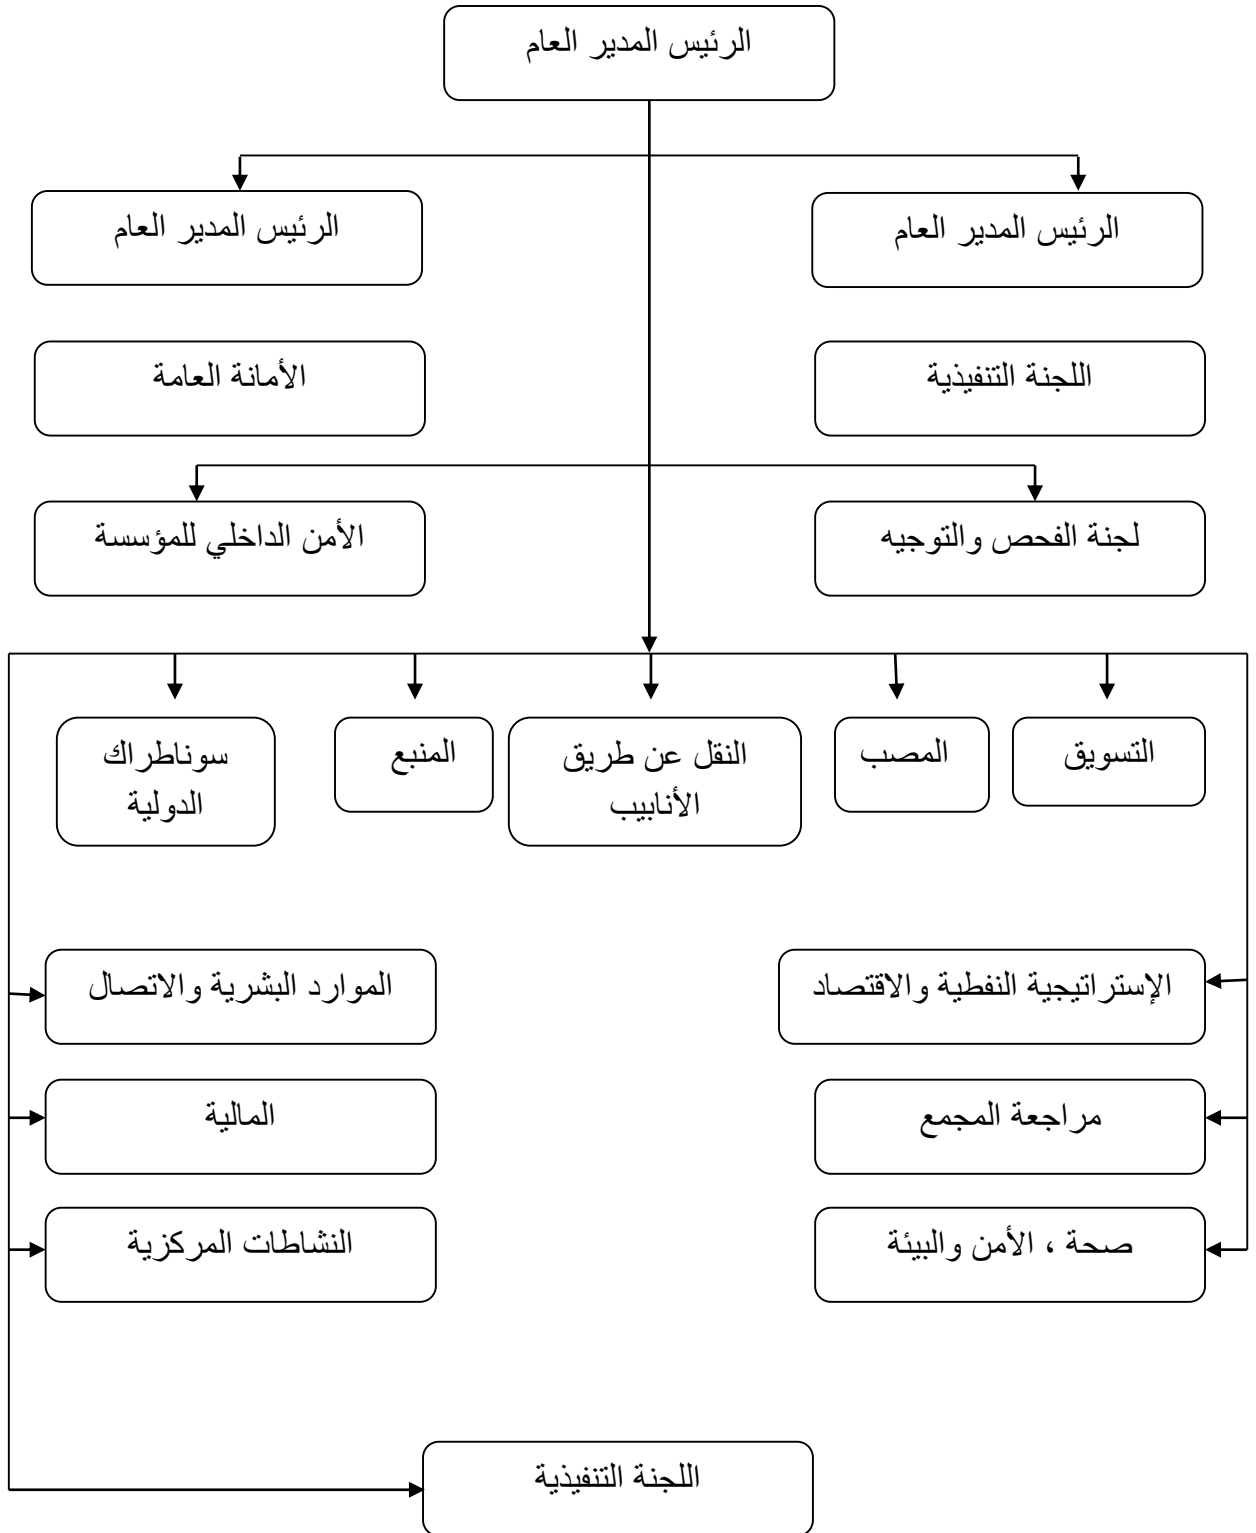 الرئيس المدير العام
الرئيس المدير العام
الرئيس المدير العام
اللجنة التنفيذية
الأمانة العامة
لجنة الفحص والتوجيه
الأمن الداخلي للمؤسسة
التسويق
المصب
النقل عن طريق
الأنابيب
المنبع
سوناطراك
الدولية
الإستراتيجية النفطية والاقتصاد
الموارد البشرية والاتصال
مراجعة المجمع
المالية
صحة ، الأمن والبيئة
النشاطات المركزية
اللجنة التنفيذية